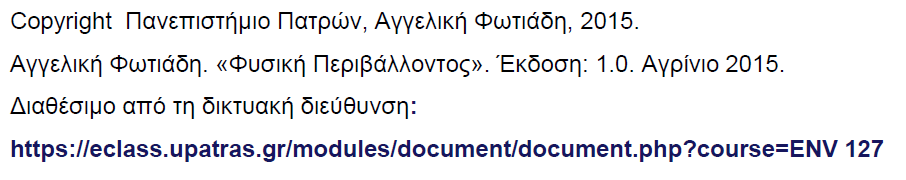 Copyright Πανεπιστήμιο Πατρών, Αγγελική Φωτιάδη, 2015.
Αγγελική Φωτιάδη. «Φυσική Περιβάλλοντος». Έκδοση: 1.0. Αγρίνιο 2015.
Διαθέσιμο από τη δικτυακή διεύθυνση:
https://eclass.upatras.gr/modules/document/document.php?course=ENV 127